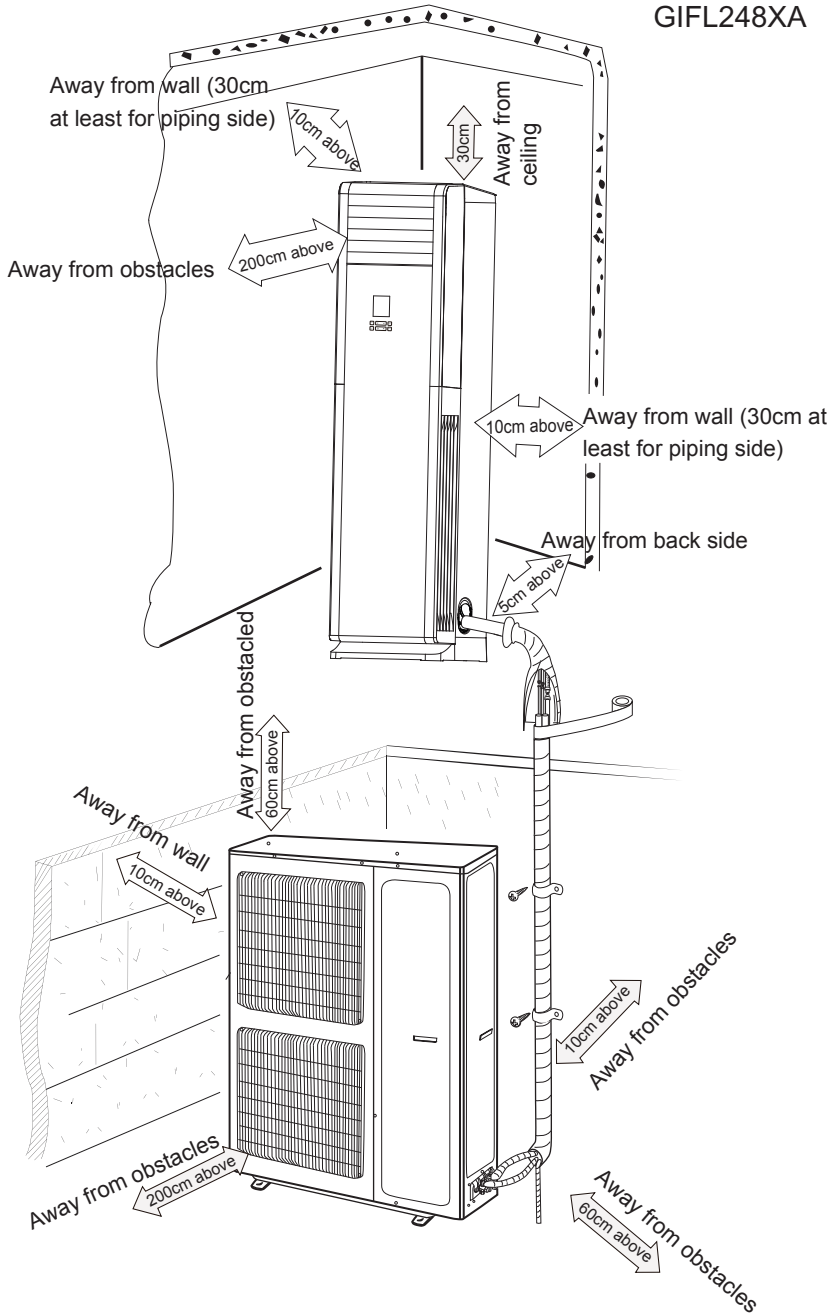 GIFL248XA
Away from wall (30cm
at least for piping side)
10cm above
30cm
Away from
ceiling
Away from obstacles
200cm above
10cm above
Away from wall (30cm at
least for piping side)
Away from back side
5cm above
Away from obstacled
60cm above
Away from wall
10cm above
10cm above
Away from obstacles
Away from obstacles
200cm above
Away from obstacles
60cm above